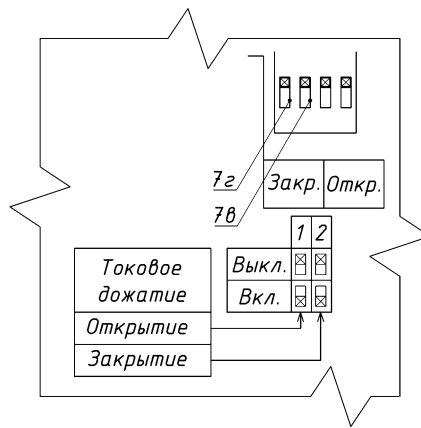 7г
7в
Закр. Откр.
1 2
Выкл.
Вкл.
Токовое
дожатие
Открытие
Закрытие